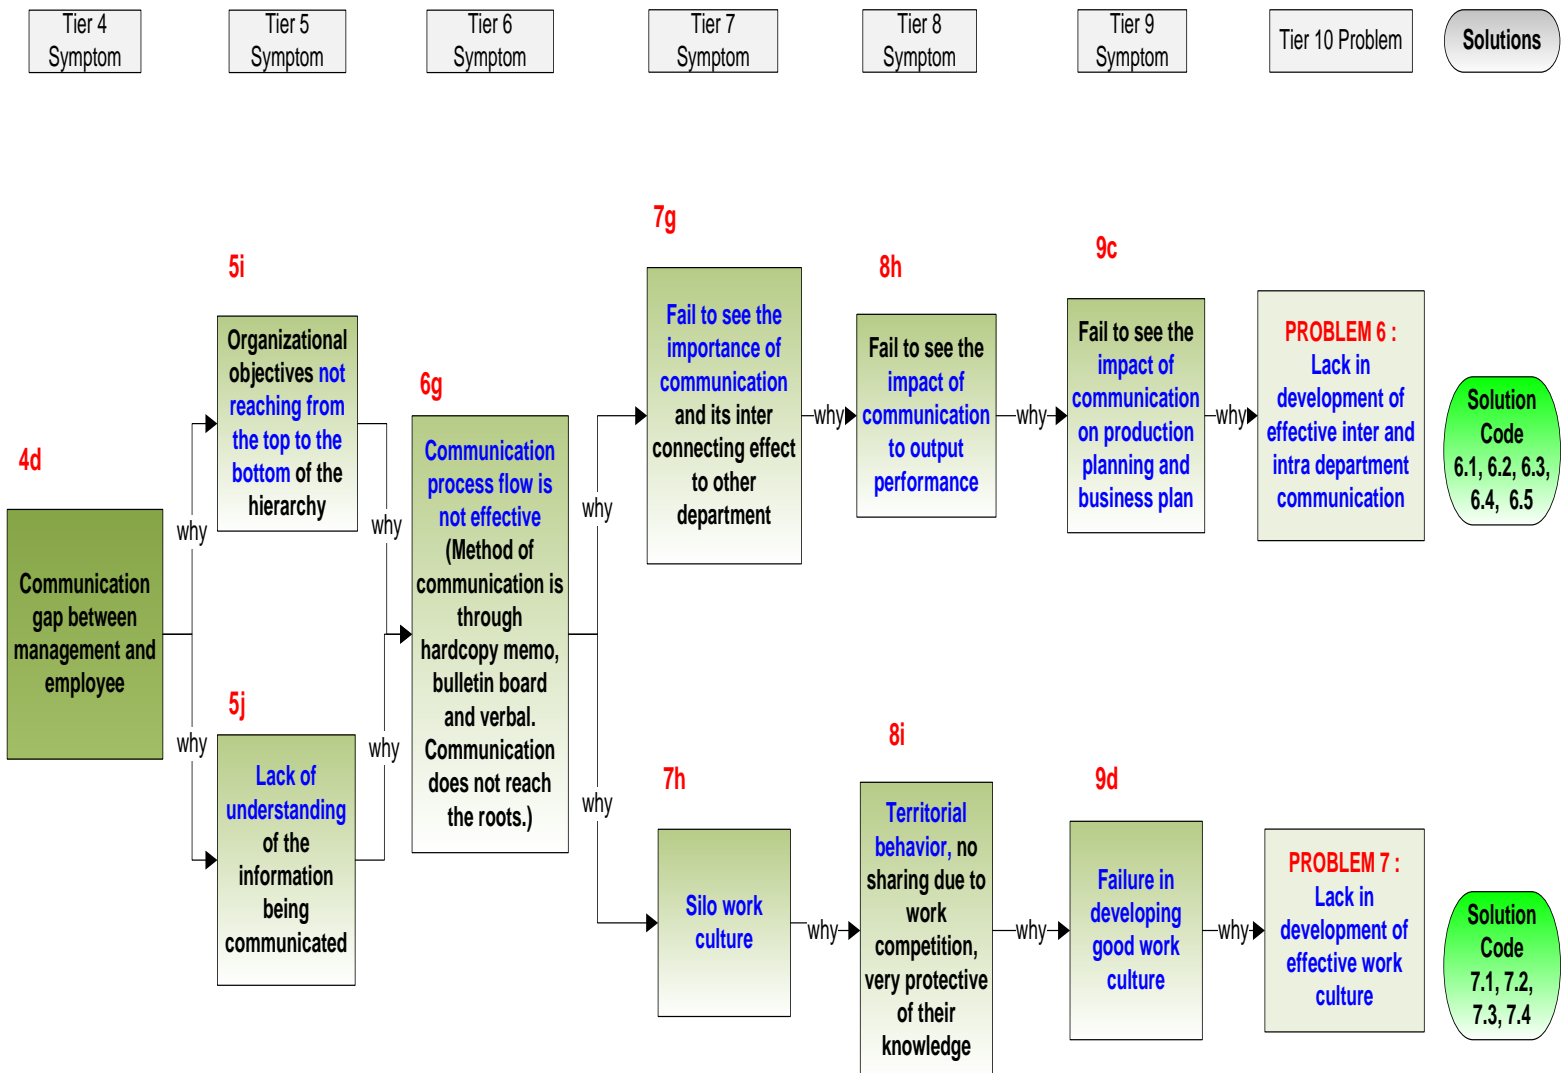 Tier 4
Symptom
Tier 5
Symptom
Tier 6
Symptom
Tier 7
Symptom
Tier 8
Symptom
Tier 9
Symptom
Tier 10 Problem
Solutions
4d
Communication
gap between
management and
employee
why
why
5i
Organizational
objectives not
reaching from
the top to the
bottom of the
hierarchy
5j
Lack of
understanding
of the
information
being
communicated
why
why
6g
Communication
process flow is
not effective
(Method of
communication is
through
hardcopy memo,
bulletin board
and verbal.
Communication
does not reach
the roots.)
why
why
7g
Fail to see the
importance of
communication
and its inter
connecting effect
to other
department
why
8h
Fail to see the
impact of
communication
to output
performance
why
9c
Fail to see the
impact of
communication
on production
planning and
business plan
why
PROBLEM 6 :
Lack in
development of
effective inter and
intra department
communication
Solution
Code
6.1, 6.2, 6.3,
6.4, 6.5
7h
Silo work
culture
why
8i
Territorial
behavior, no
sharing due to
work
competition,
very protective
of their
knowledge
why
9d
Failure in
developing
good work
culture
why
PROBLEM 7 :
Lack in
development of
effective work
culture
Solution
Code
7.1, 7.2,
7.3, 7.4